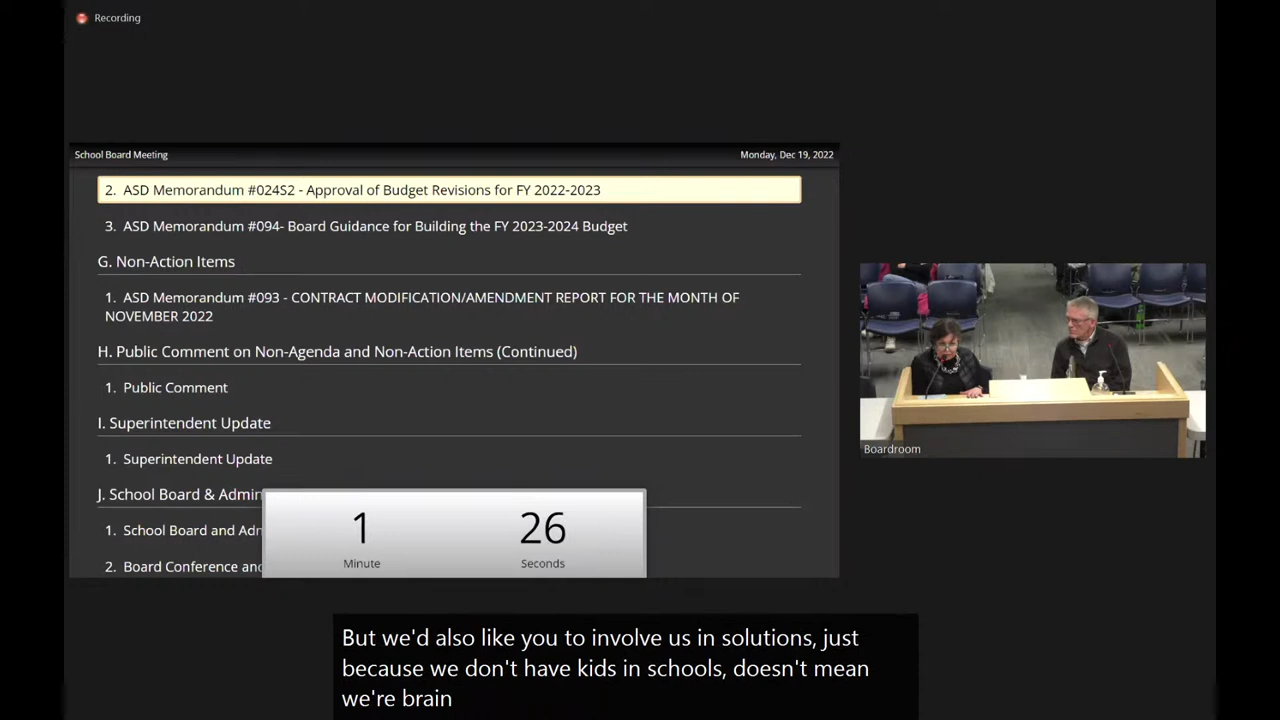 Recording
School Board Meeting
Monday, Dec 19, 2022
2. ASD Memorandum #024S2 - Approval of Budget Revisions for FY 2022-2023
3. ASD Memorandum #094- Board Guidance for Building the FY 2023-2024 Budget
G. Non-Action Items
1. ASD Memorandum #093 - CONTRACT MODIFICATION/AMENDMENT REPORT FOR THE MONTH OF
NOVEMBER 2022
H. Public Comment on Non-Agenda and Non-Action Items (Continued)
1. Public Comment
I. Superintendent Update
1. Superintendent Update
J. School Board & Admin
1. School Board and Adn
2. Board Conference and
1 26
Minute Seconds
Boardroom
But we'd also like you to involve us in solutions, just
because we don't have kids in schools, doesn't mean
we're brain